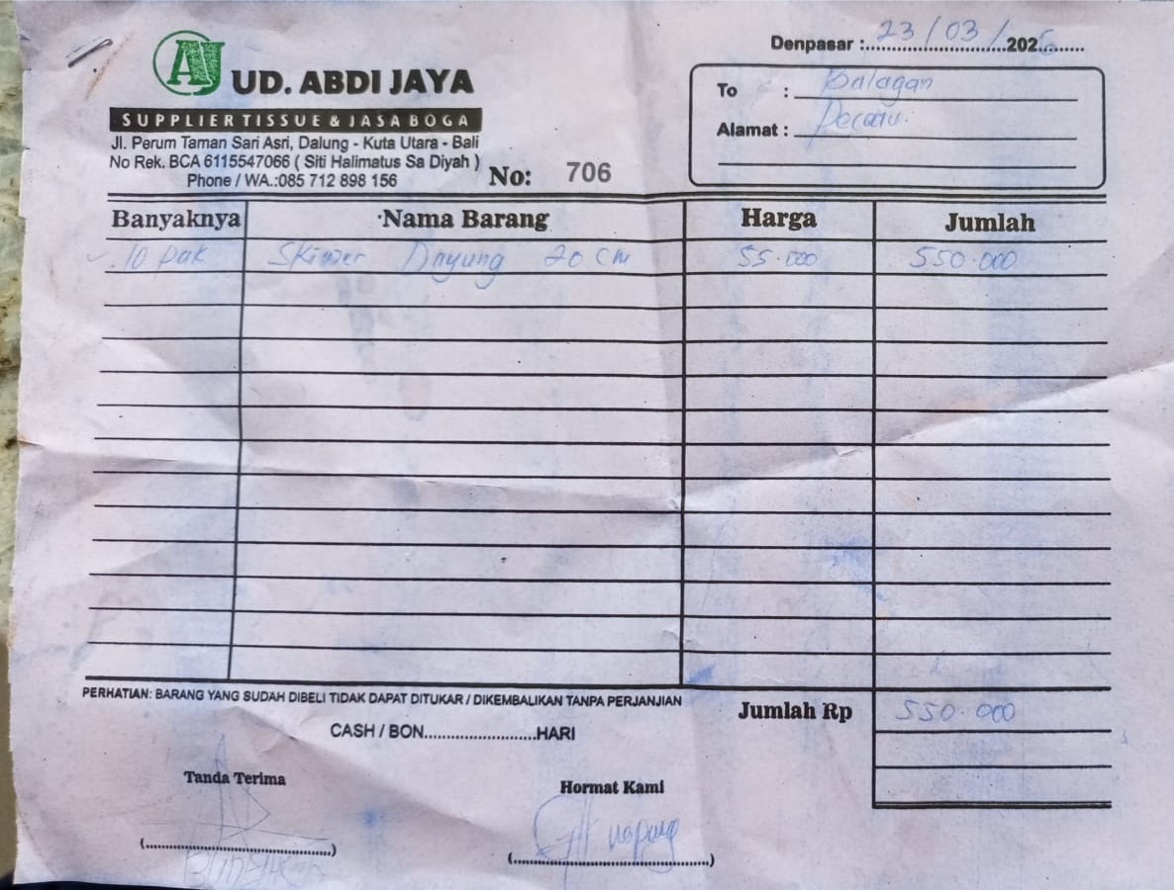 Denpasar :....23/03/....202.........
AJ UD. ABDI JAYA
SUPPLIER TISSUE & JASA BOGA
Jl. Perum Taman Sari Asri, Dalung - Kuta Utara - Bali
No Rek. BCA 6115547066 ( Siti Halimatus Sa Diyah )
Phone / WA.:085 712 898 156
No: 706
To : Balagan
Alamat : Pecatu.
Banyaknya Nama Barang Harga Jumlah
10 pak Skiwer Dayung 20 cm 55.000 550.000
PERHATIAN: BARANG YANG SUDAH DIBELI TIDAK DAPAT DITUKAR / DIKEMBALIKAN TANPA PERJANJIAN
Jumlah Rp 550.000
CASH / BON........................HARI
Tanda Terima
Hormat Kami